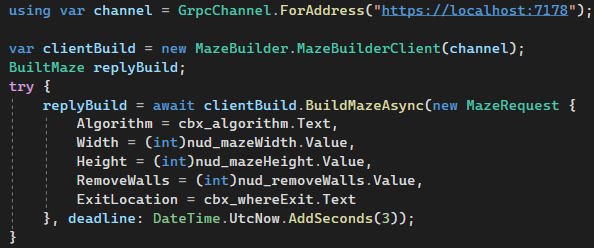 using var channel = GrpcChannel.ForAddress("https://localhost:7178");
var clientBuild = new MazeBuilder.MazeBuilderClient(channel);
BuiltMaze replyBuild;
try {
replyBuild = await clientBuild.BuildMazeAsync(new MazeRequest {
Algorithm = cbx_algorithm.Text,
Width = (int)nud_mazeWidth.Value,
Height = (int)nud_mazeHeight.Value,
RemoveWalls = (int)nud_removeWalls.Value,
ExitLocation = cbx_whereExit.Text
}, deadline: DateTime.UtcNow.AddSeconds(3));
}